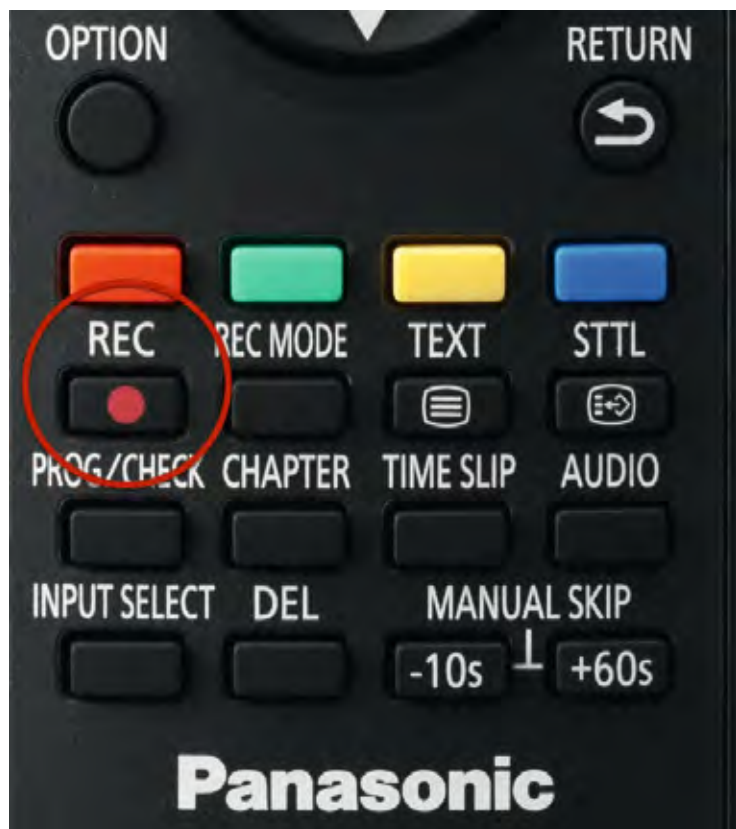 OPTION RETURN
REC REC MODE TEXT STTL
PROG/CHECK CHAPTER TIME SLIP AUDIO
INPUT SELECT DEL MANUAL SKIP
-10s +60s
Panasonic